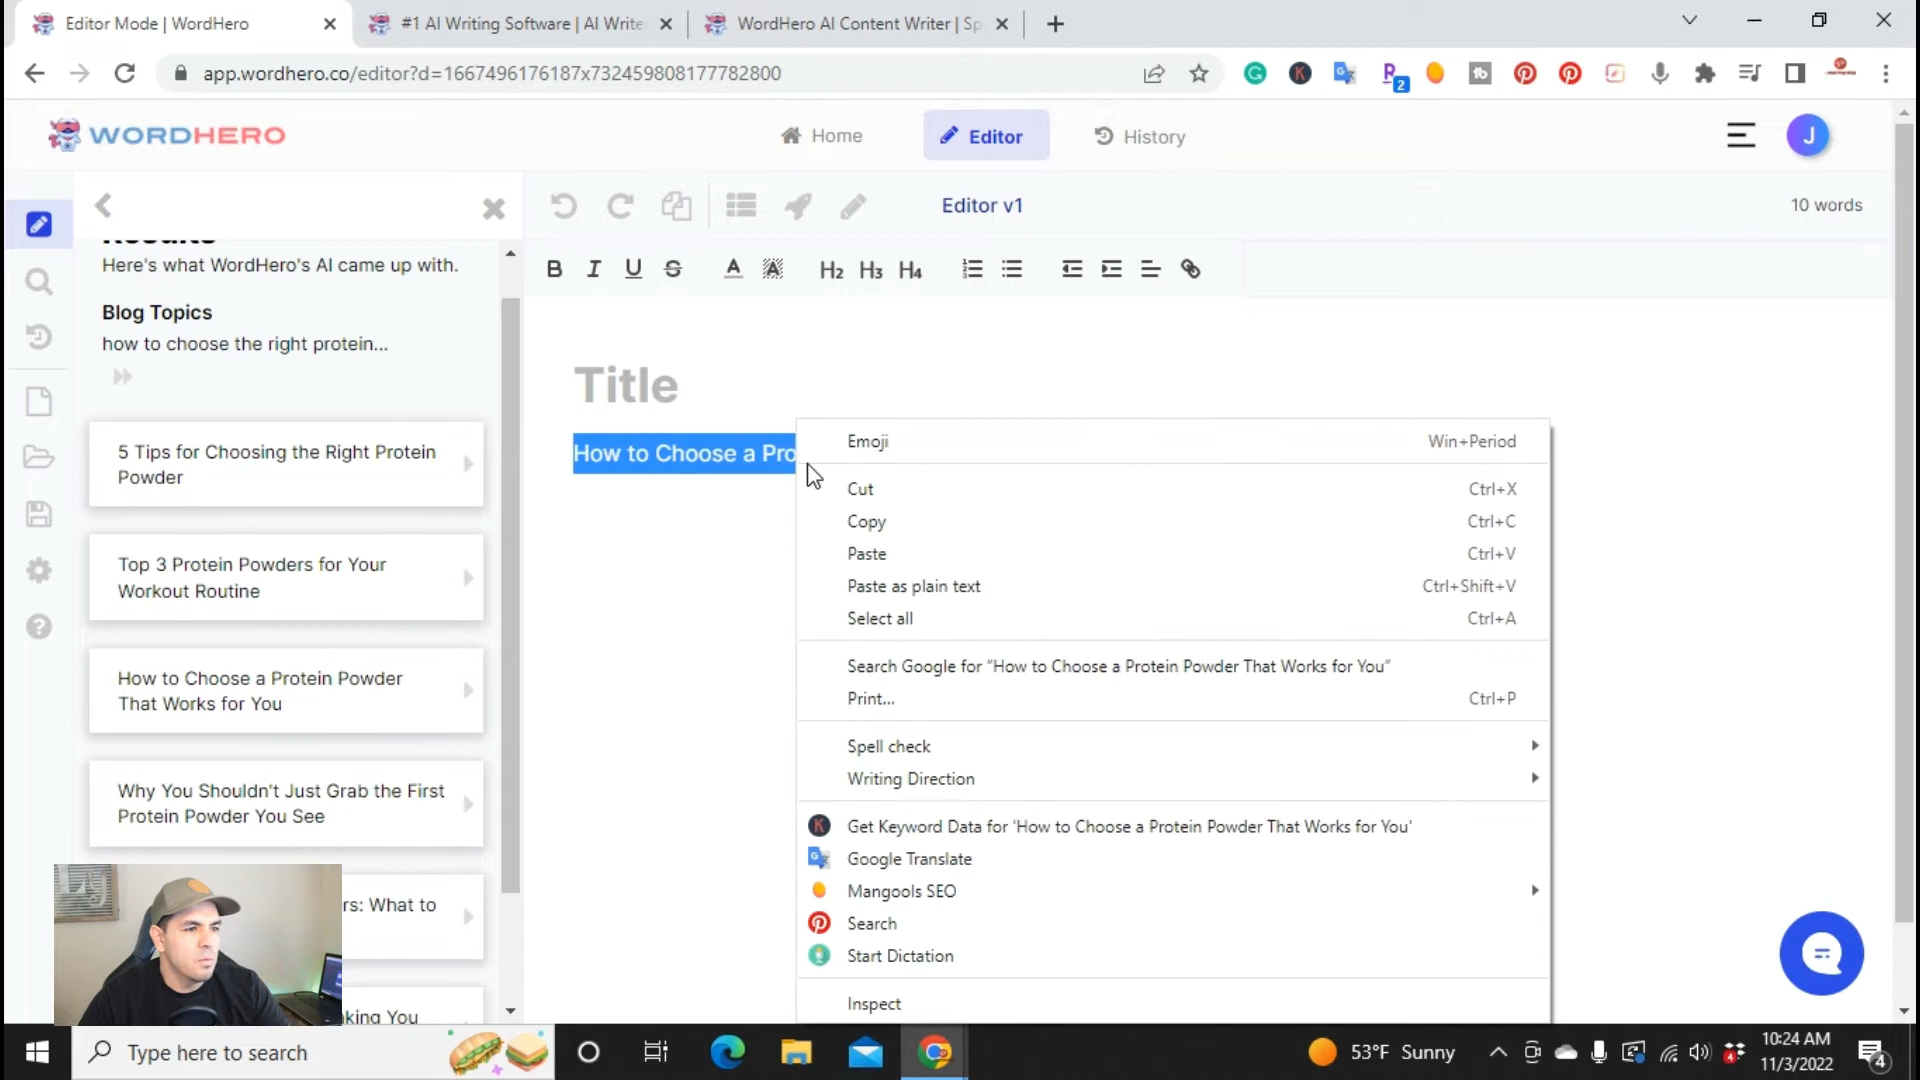 Editor Mode | WordHero
#1 AI Writing Software | AI Write
WordHero AI Content Writer | Sp
app.wordhero.co/editor?d=1667496176187x732459808177782800
2
WORDHERO
Home
Editor
History
J
Editor v1
10 words
Results
Here's what WordHero's AI came up with.
B I U S A A H2 H3 H4
Blog Topics
how to choose the right protein...
Title
How to Choose a Pro
5 Tips for Choosing the Right Protein
Powder
Top 3 Protein Powders for Your
Workout Routine
How to Choose a Protein Powder
That Works for You
Why You Shouldn't Just Grab the First
Protein Powder You See
rs: What to
king You
Emoji Win+Period
Cut Ctrl+X
Copy Ctrl+C
Paste Ctrl+V
Paste as plain text Ctrl+Shift+V
Select all Ctrl+A
Search Google for “How to Choose a Protein Powder That Works for You”
Print... Ctrl+P
Spell check
Writing Direction
Get Keyword Data for 'How to Choose a Protein Powder That Works for You'
Google Translate
Mangools SEO
Search
Start Dictation
Inspect
Type here to search
53°F Sunny
4
10:24 AM
11/3/2022
4